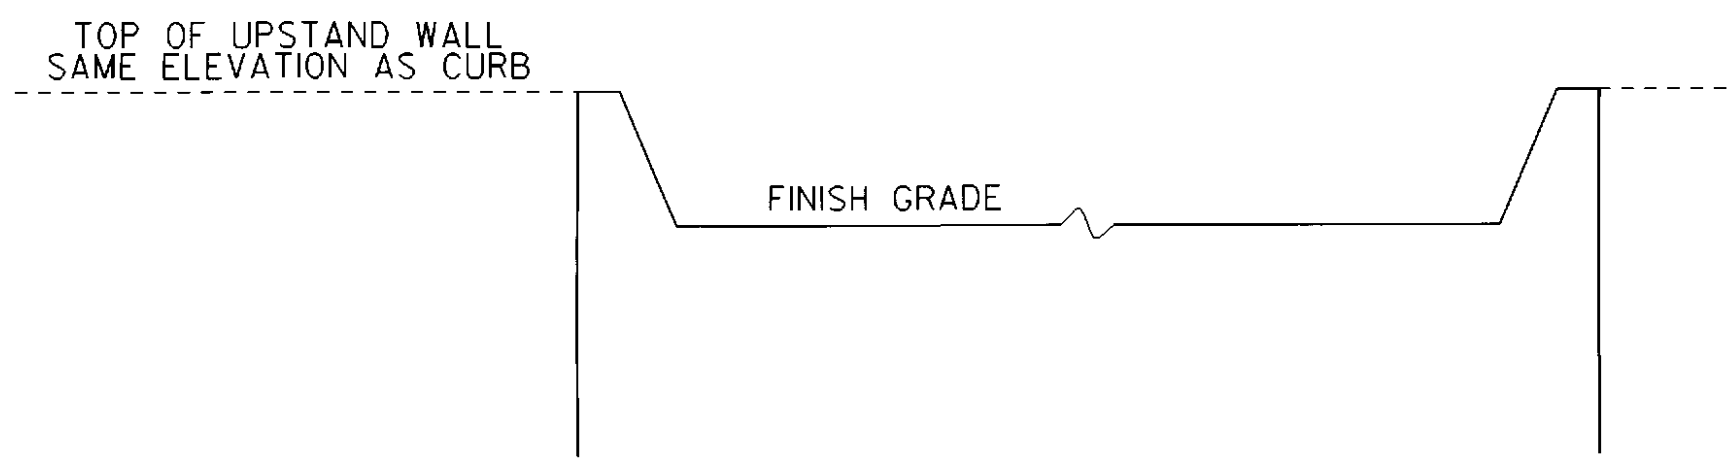 TOP OF UPSTAND WALL
SAME ELEVATION AS CURB
FINISH GRADE